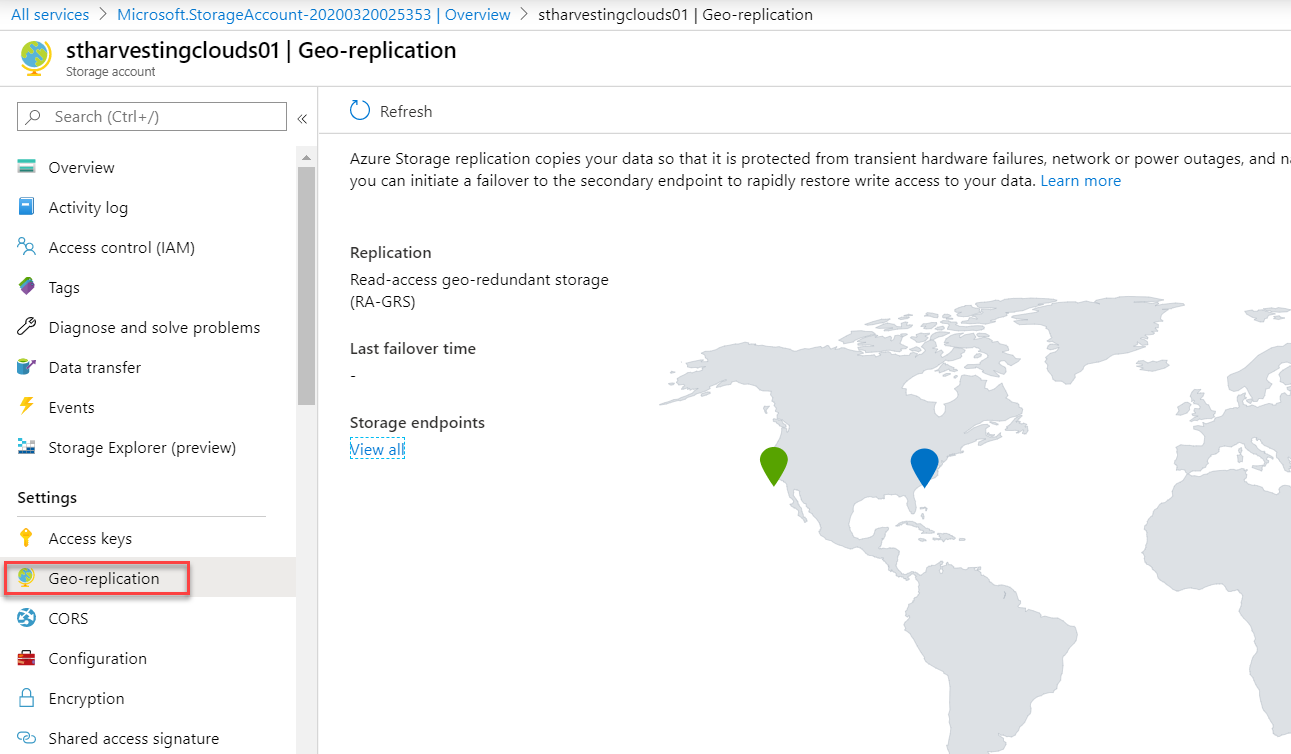 All services > Microsoft.StorageAccount-20200320025353 | Overview > stharvestingclouds01 | Geo-replication
stharvestingclouds01 | Geo-replication
Storage account
Search (Ctrl+/)
«
Overview
Activity log
Access control (IAM)
Tags
Diagnose and solve problems
Data transfer
Events
Storage Explorer (preview)
Settings
Access keys
Geo-replication
CORS
Configuration
Encryption
Shared access signature
Refresh
Azure Storage replication copies your data so that it is protected from transient hardware failures, network or power outages, and
you can initiate a failover to the secondary endpoint to rapidly restore write access to your data. Learn more
Replication
Read-access geo-redundant storage
(RA-GRS)
Last failover time
-
Storage endpoints
View all